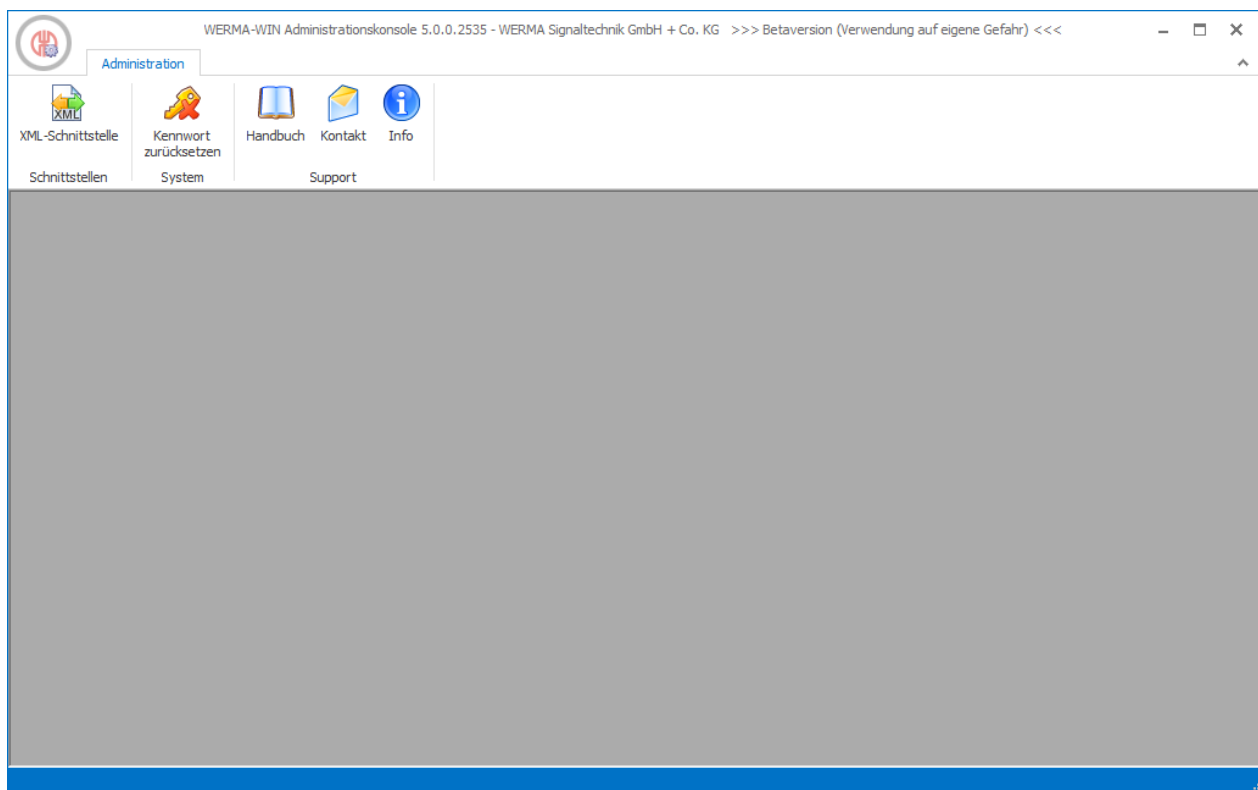 WERMA-WIN Administrationskonsole 5.0.0.2535 - WERMA Signaltechnik GmbH + Co. KG >>> Betaversion (Verwendung auf eigene Gefahr) <<<
Administration
XML
XML-Schnittstelle
Kennwort
zurücksetzen
Handbuch
Kontakt
Info
Schnittstellen
System
Support